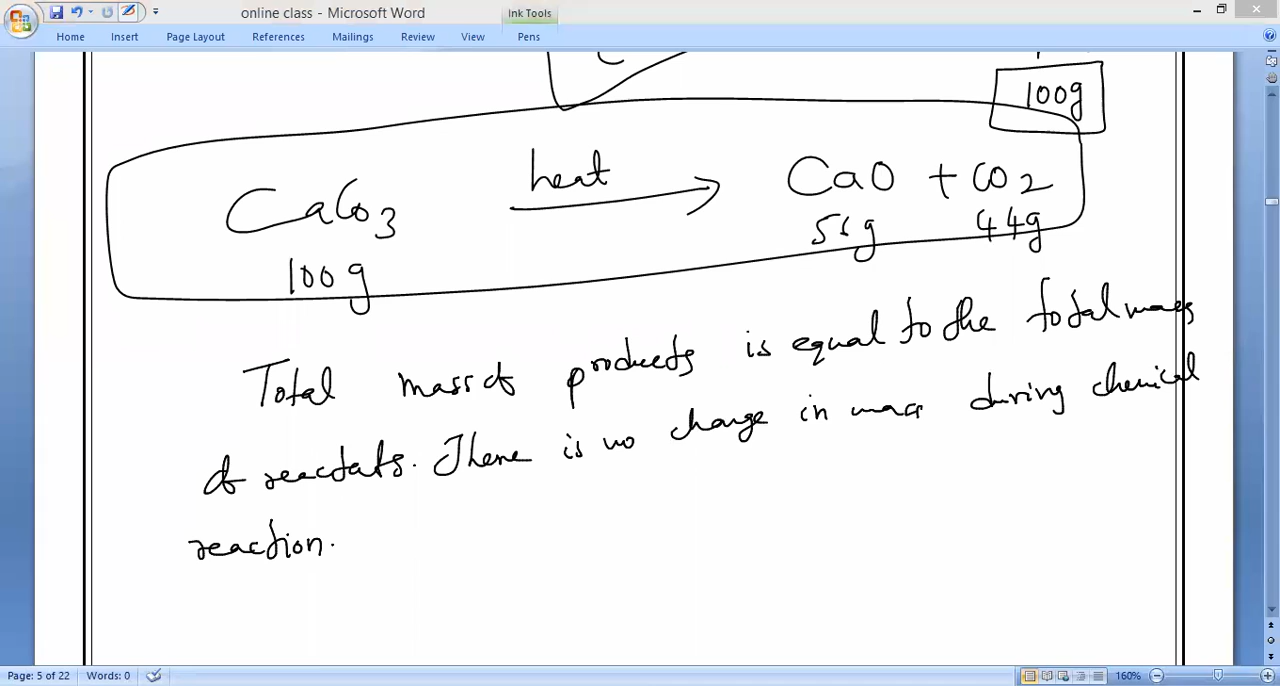 online class - Microsoft Word
Ink Tools
Home Insert Page Layout References Mailings Review View Pens
100g
heat
CaCo3 CaO + CO2
56g 44g
100g
Total mass of products is equal to the total mass
of reactats. There is no change in mass during chemical
reaction.
Page: 5 of 22 Words: 0 160%